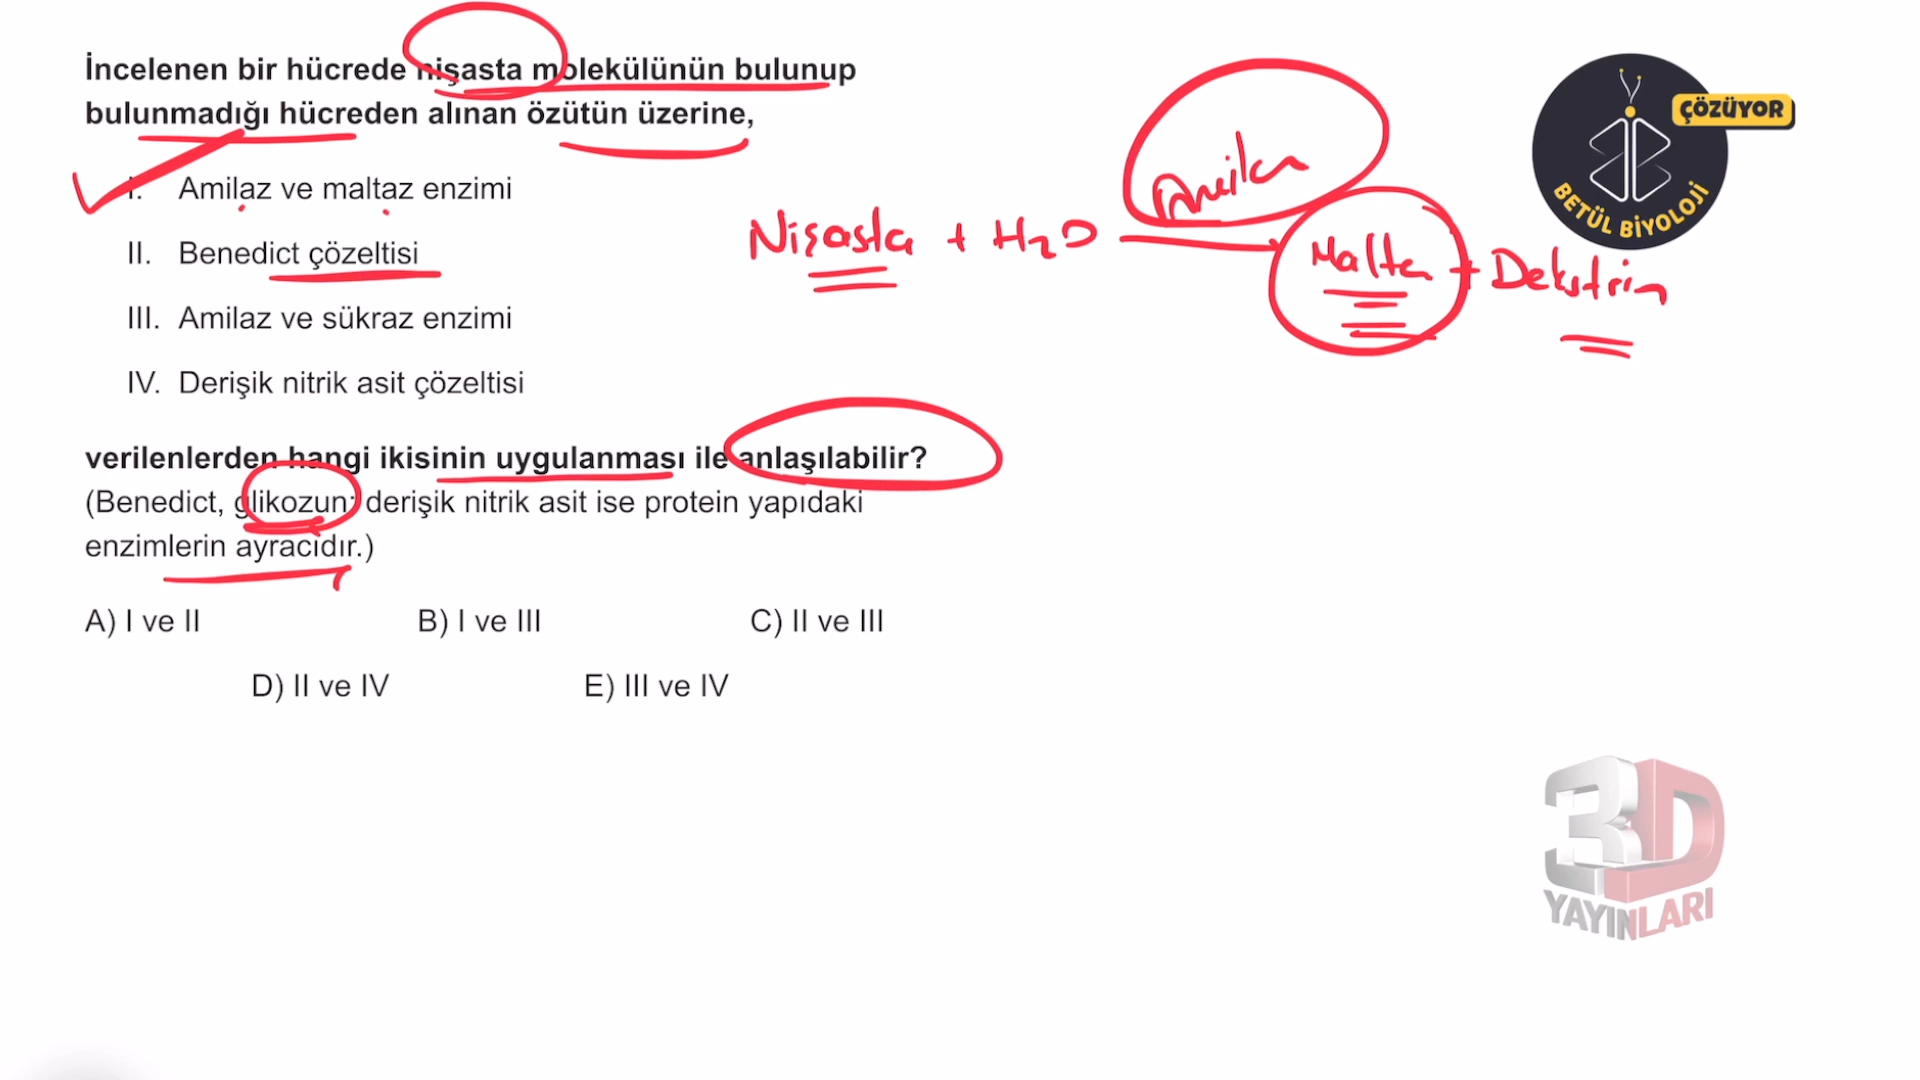 İncelenen bir hücrede nişasta molekülünün bulunup
bulunmadığı hücreden alınan özütün üzerine,
I. Amilaz ve maltaz enzimi
II. Benedict çözeltisi
III. Amilaz ve sükraz enzimi
IV. Derişik nitrik asit çözeltisi
verilenlerden hangi ikisinin uygulanması ile anlaşılabilir?
(Benedict, glikozun; derişik nitrik asit ise protein yapıdaki
enzimlerin ayracıdır.)
A) I ve II B) I ve III C) II ve III
D) II ve IV E) III ve IV
Amilaz
Nişasta + H2O Maltoz + Dekstrin
ÇÖZÜYOR
BETÜL BİYOLOJİ
3D
YAYINLARI